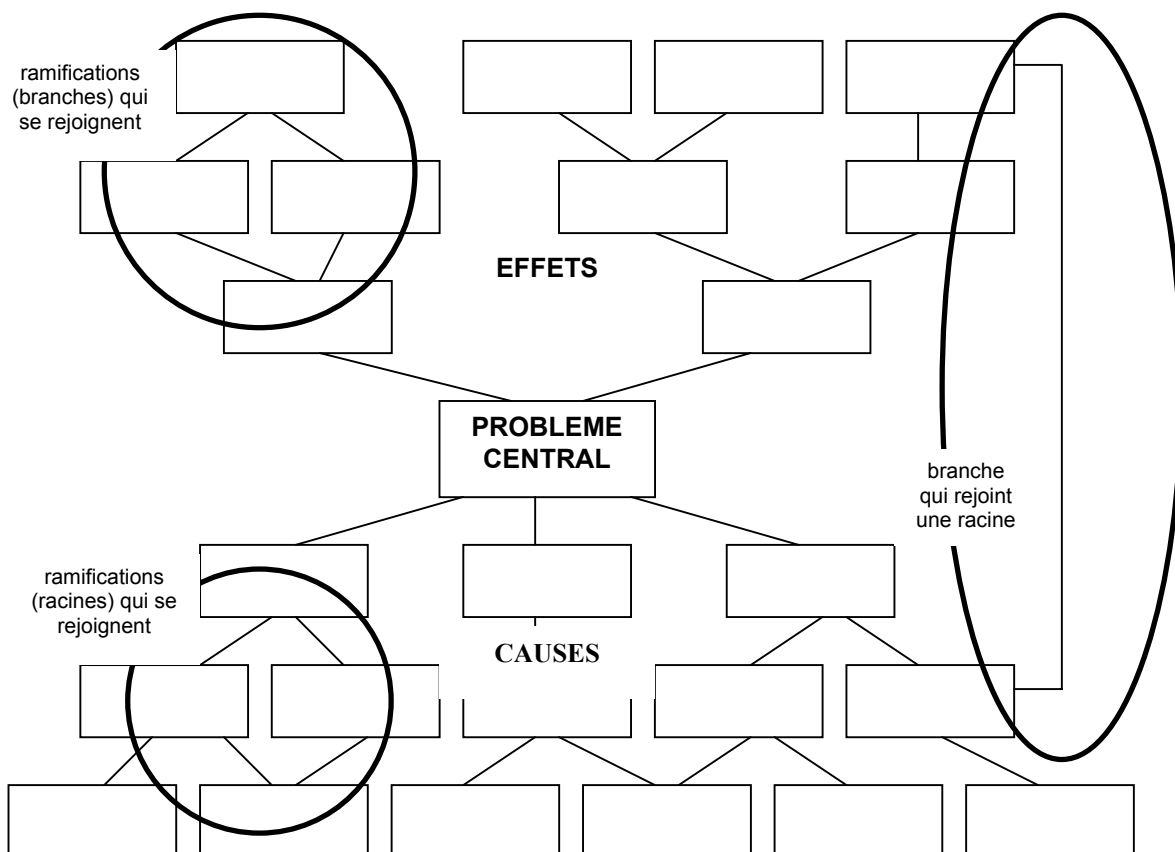 ramifications
(branches) qui
se rejoignent
EFFETS
PROBLEME
CENTRAL
branche
qui rejoint
une racine
ramifications
(racines) qui se
rejoignent
CAUSES